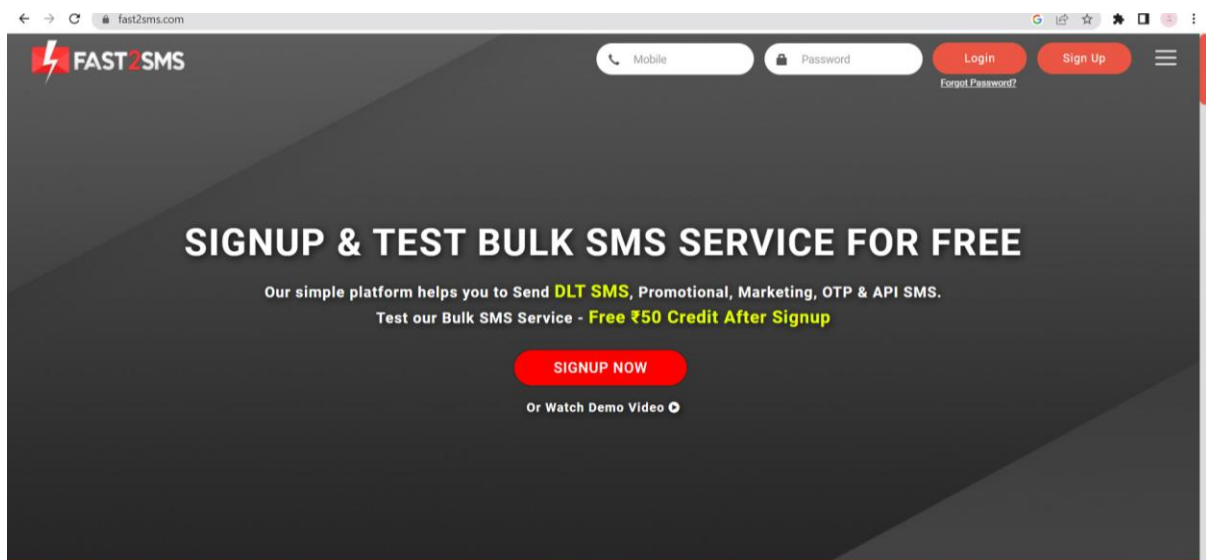 fast2sms.com
FAST2SMS
Mobile
Password
Login
Sign Up
Forgot Password?
SIGNUP & TEST BULK SMS SERVICE FOR FREE
Our simple platform helps you to Send DLT SMS, Promotional, Marketing, OTP & API SMS.
Test our Bulk SMS Service - Free ₹50 Credit After Signup
SIGNUP NOW
Or Watch Demo Video